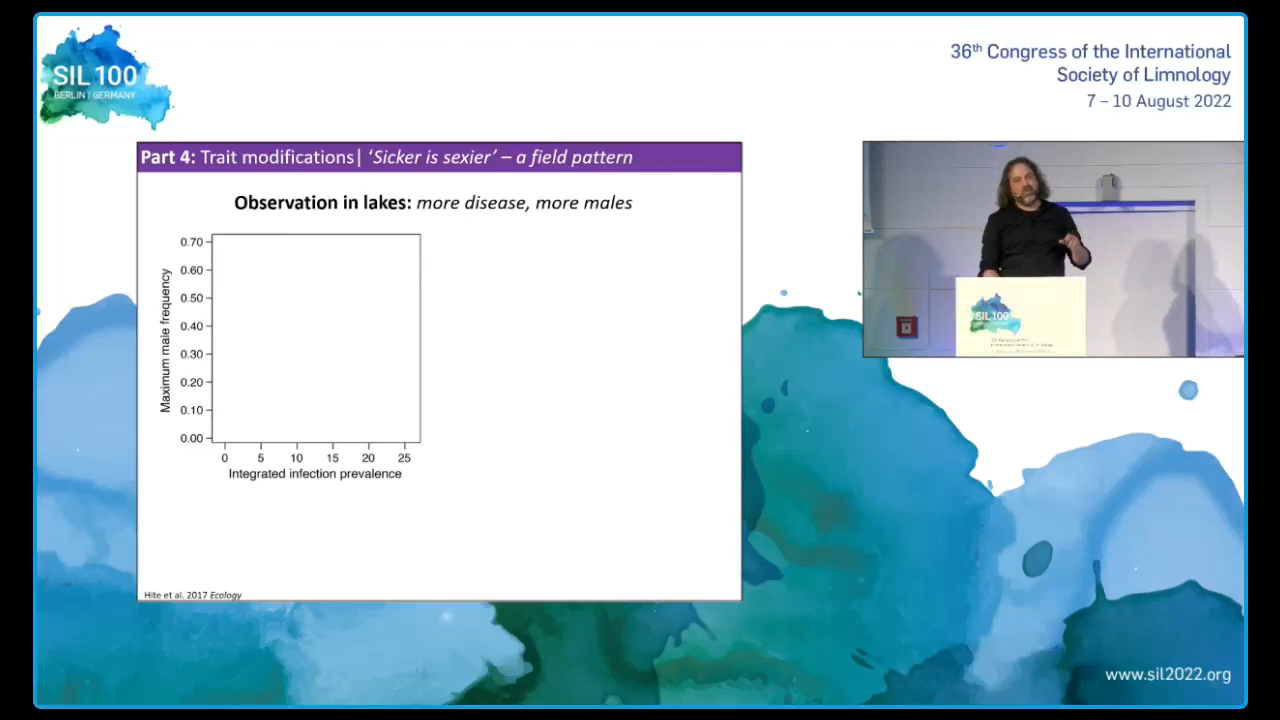 SIL 100
BERLIN | GERMANY
36th Congress of the International
Society of Limnology
7 – 10 August 2022
Part 4: Trait modifications| ‘Sicker is sexier’ – a field pattern
Observation in lakes: more disease, more males
0.70
0.60
0.50
0.40
0.30
0.20
0.10
0.00
Maximum male frequency
0 5 10 15 20 25
Integrated infection prevalence
Hite et al. 2017 Ecology
SIL 100
www.sil2022.org